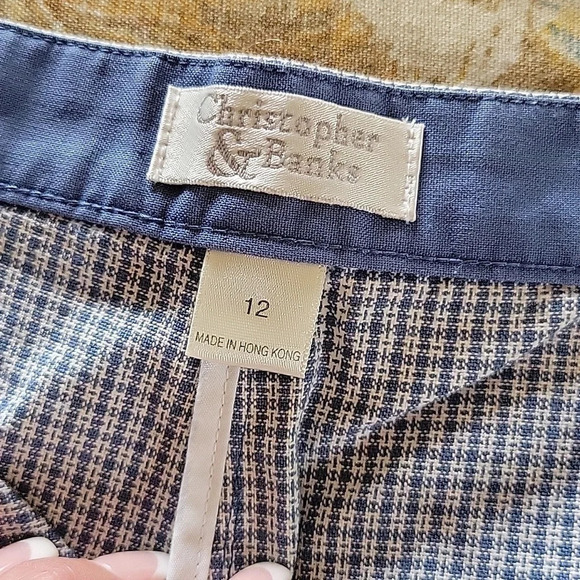 Christopher
& Banks
12
MADE IN HONG KONG